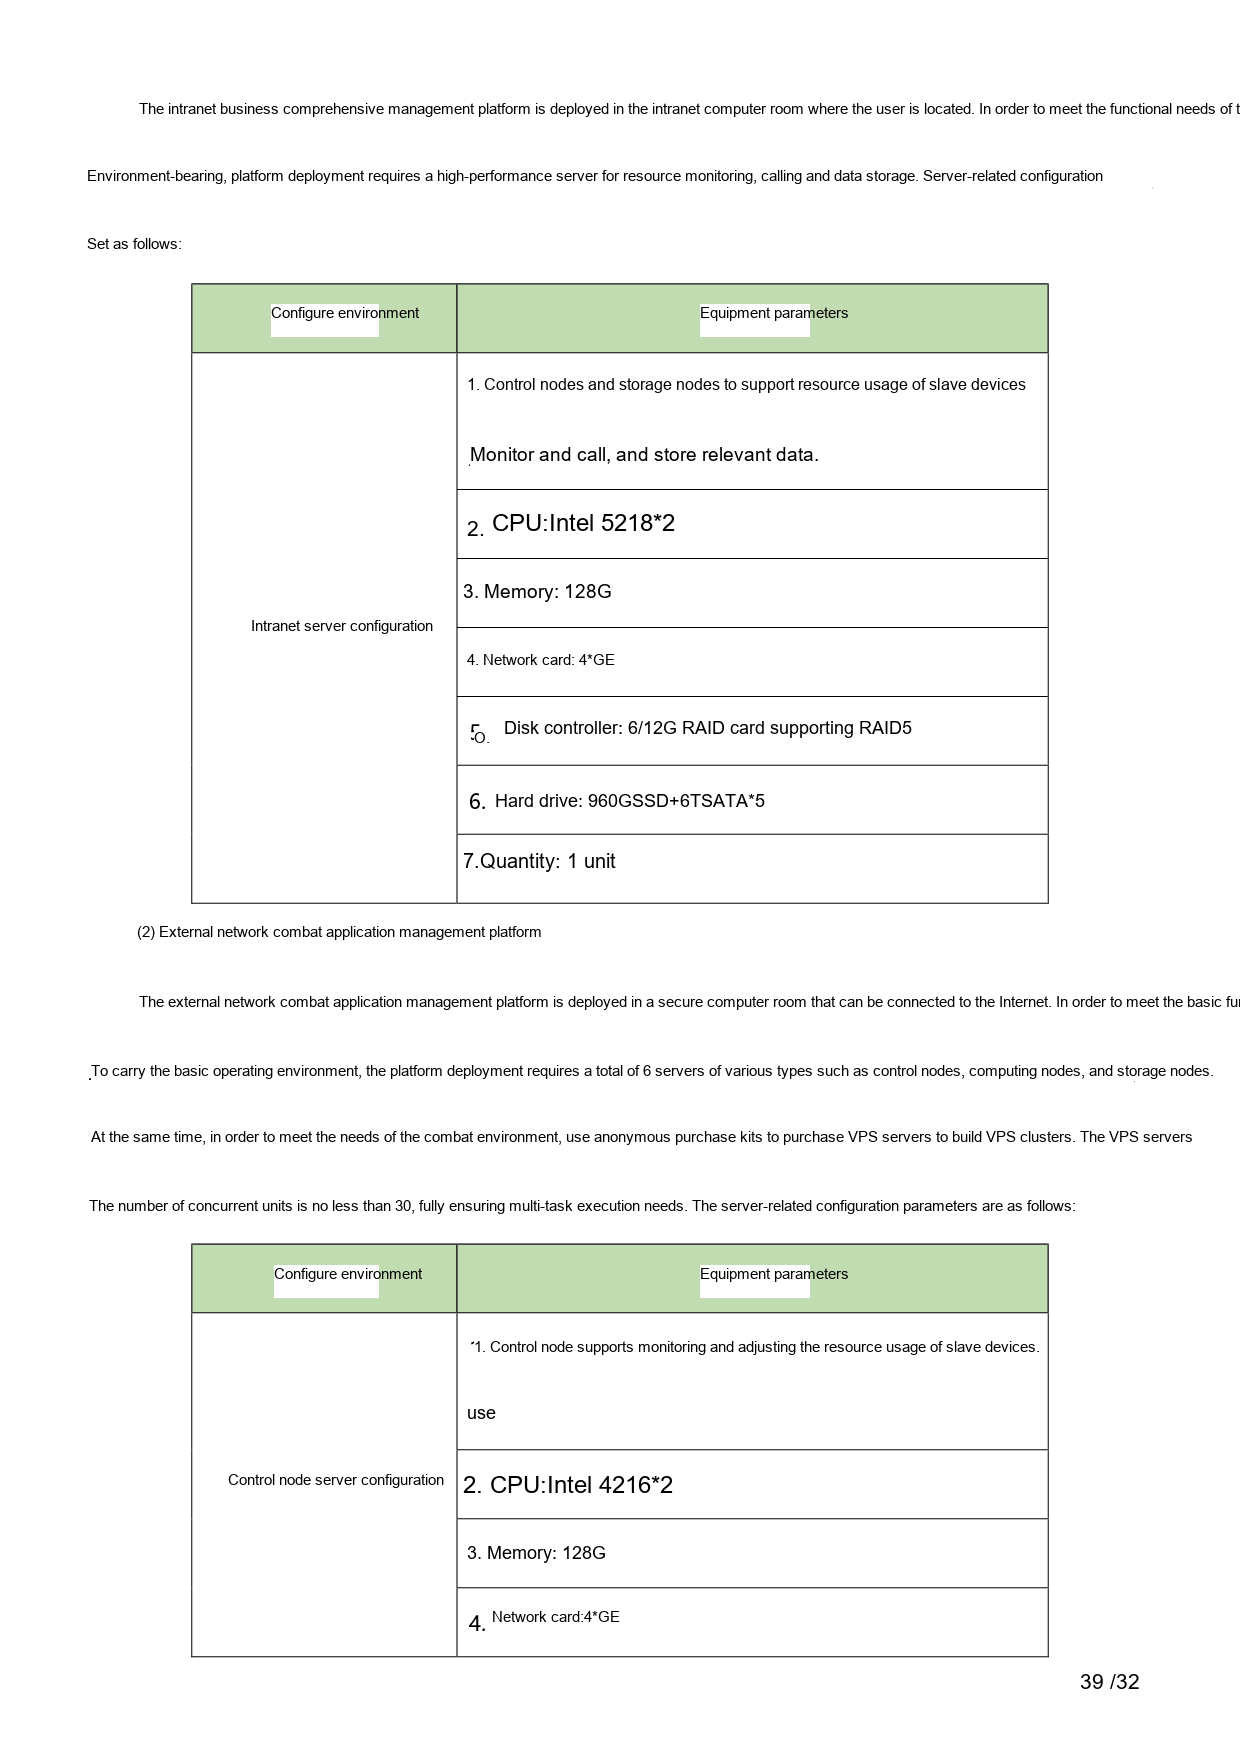 The intranet business comprehensive management platform is deployed in the intranet computer room where the user is located. In order to meet the functional needs of t
Environment-bearing, platform deployment requires a high-performance server for resource monitoring, calling and data storage. Server-related configuration
Set as follows:
Configure environment
Equipment parameters
1. Control nodes and storage nodes to support resource usage of slave devices
Monitor and call, and store relevant data.
2. CPU:Intel 5218*2
3. Memory: 128G
Intranet server configuration
4. Network card: 4*GE
5. Disk controller: 6/12G RAID card supporting RAID5
6. Hard drive: 960GSSD+6TSATA*5
7.Quantity: 1 unit
(2) External network combat application management platform
The external network combat application management platform is deployed in a secure computer room that can be connected to the Internet. In order to meet the basic fu
To carry the basic operating environment, the platform deployment requires a total of 6 servers of various types such as control nodes, computing nodes, and storage nodes.
At the same time, in order to meet the needs of the combat environment, use anonymous purchase kits to purchase VPS servers to build VPS clusters. The VPS servers
The number of concurrent units is no less than 30, fully ensuring multi-task execution needs. The server-related configuration parameters are as follows:
Configure environment
Equipment parameters
1. Control node supports monitoring and adjusting the resource usage of slave devices.
use
Control node server configuration
2. CPU:Intel 4216*2
3. Memory: 128G
4. Network card:4*GE
39 /32